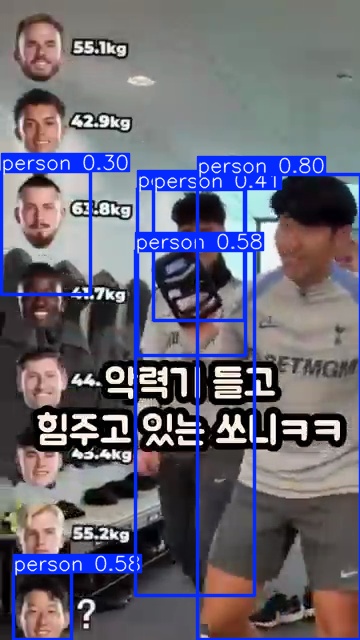 55.1kg
42.9kg
person 0.30
person 0.80
person 0.41
63.8kg
person 0.58
BETMGM
악력기 들고
힘주고 있는 쏘니ㅋㅋ
55.2kg
person 0.58
?